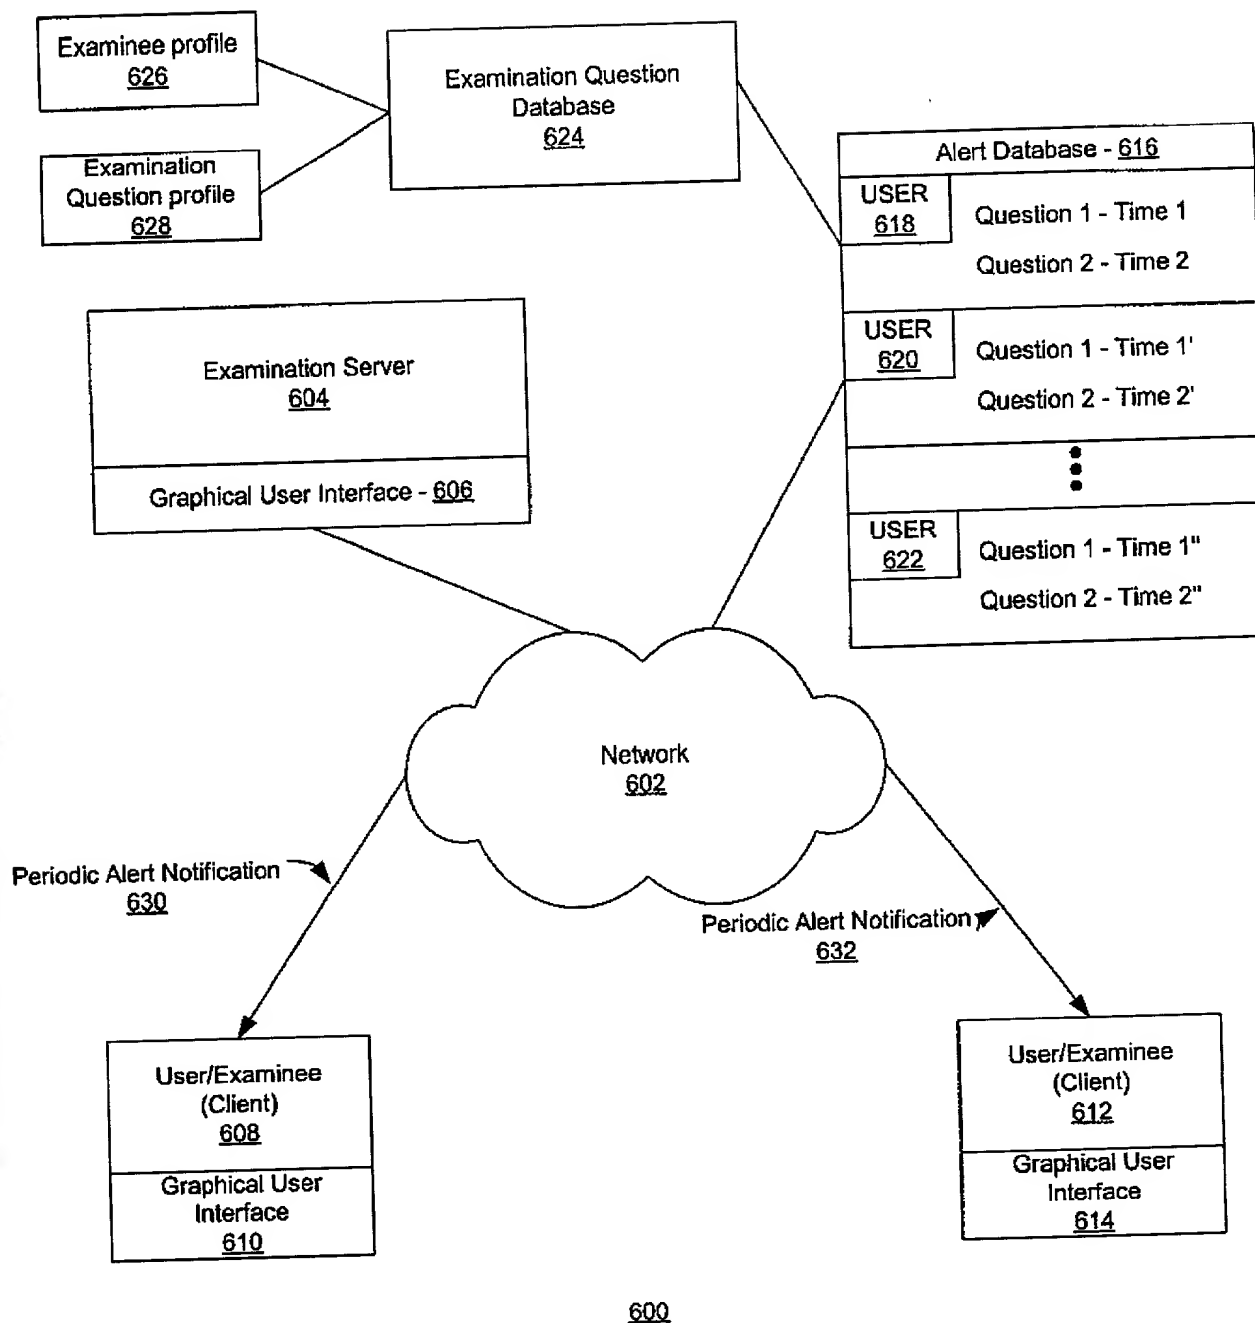 Examinee profile
626
Examination
Question profile
628
Examination Question
Database
624
Alert Database - 616
USER
618
Question 1 - Time 1
Question 2 - Time 2
USER
620
Question 1 - Time 1'
Question 2 - Time 2'
USER
622
Question 1 - Time 1"
Question 2 - Time 2"
Examination Server
604
Graphical User Interface - 606
Network
602
Periodic Alert Notification
630
Periodic Alert Notification
632
User/Examinee
(Client)
608
Graphical User
Interface
610
User/Examinee
(Client)
612
Graphical User
Interface
614
600